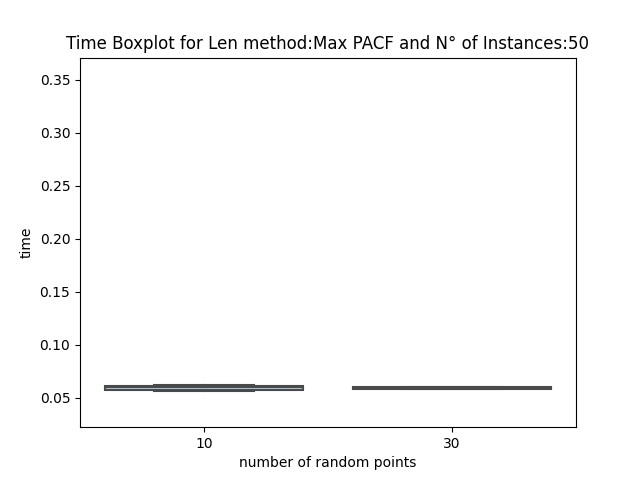 Time Boxplot for Len method:Max PACF and N° of Instances:50
0.35
0.30
0.25
0.20
0.15
0.10
0.05
time
10 30
number of random points